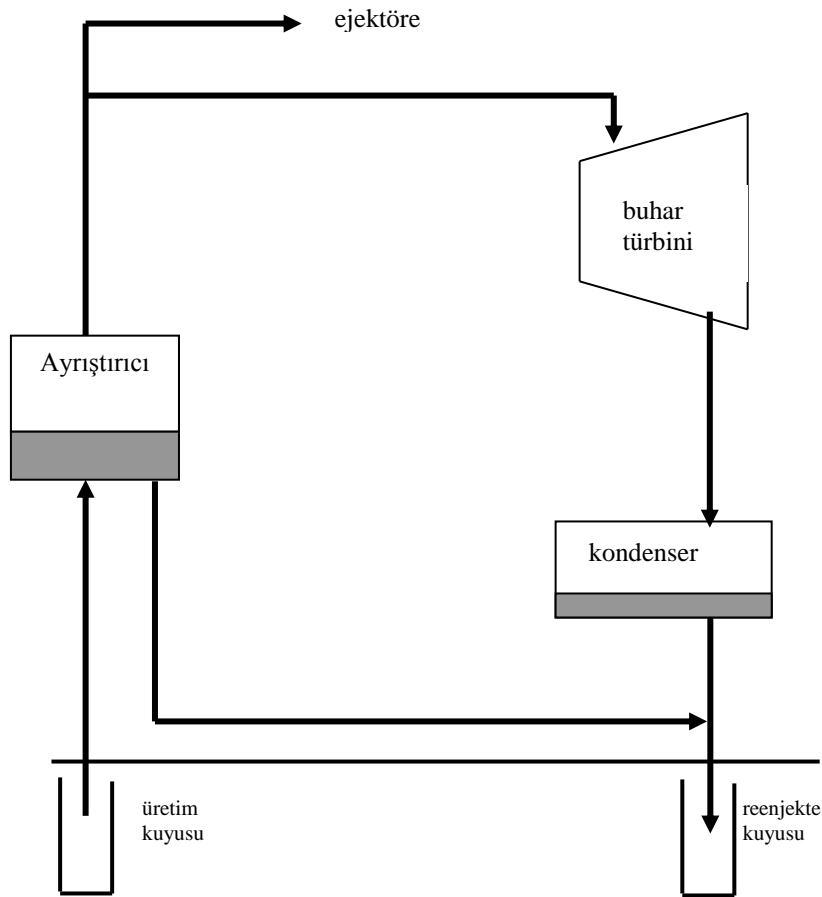 ejektöre
buhar
türbini
Ayrıştırıcı
kondenser
üretim
kuyusu
reenjekte
kuyusu